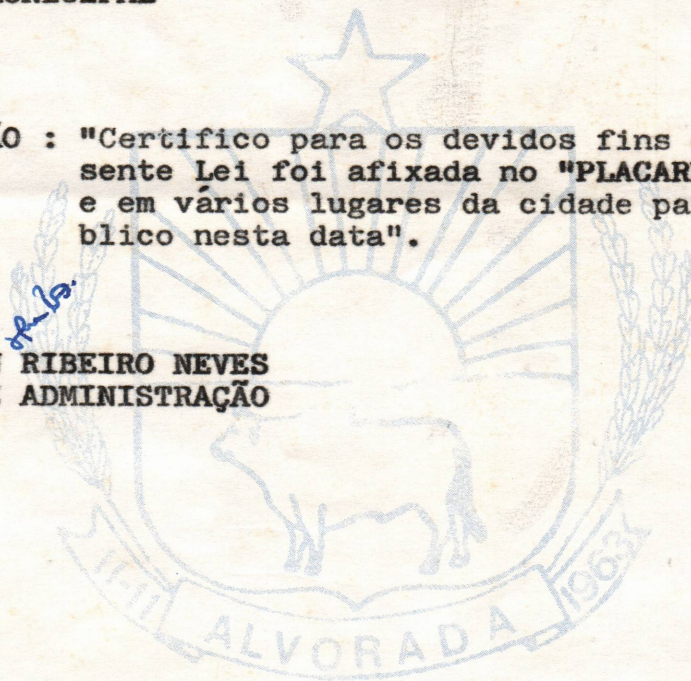 ÃO : "Certifico para os devidos fins
sente Lei foi afixada no "PLACAR
e em vários lugares da cidade pa
blico nesta data".
RIBEIRO NEVES
ADMINISTRAÇÃO
11-11 ALVORADA 1963